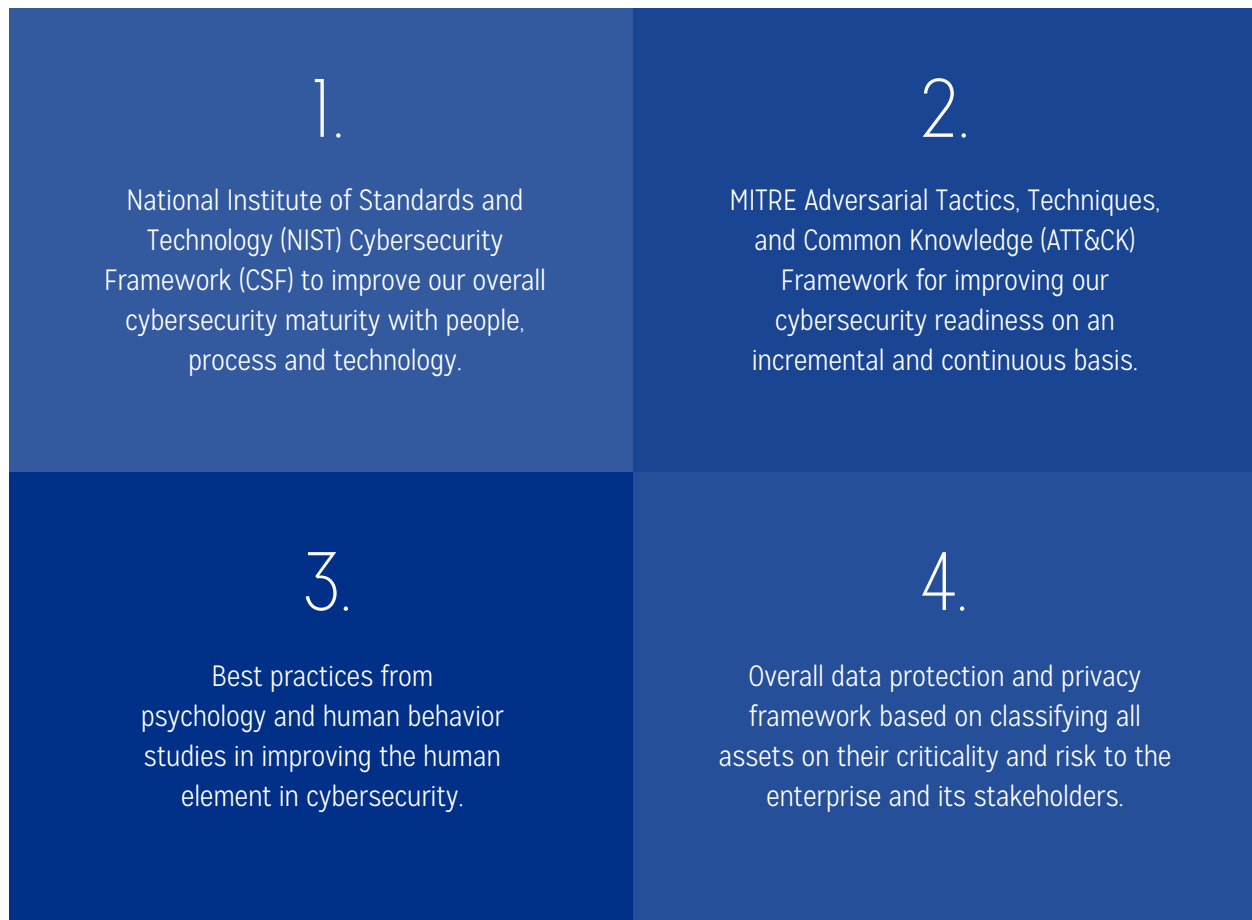 1.
National Institute of Standards and
Technology (NIST) Cybersecurity
Framework (CSF) to improve our overall
cybersecurity maturity with people,
process and technology.
2.
MITRE Adversarial Tactics, Techniques,
and Common Knowledge (ATT&CK)
Framework for improving our
cybersecurity readiness on an
incremental and continuous basis.
3.
Best practices from
psychology and human behavior
studies in improving the human
element in cybersecurity.
4.
Overall data protection and privacy
framework based on classifying all
assets on their criticality and risk to the
enterprise and its stakeholders.